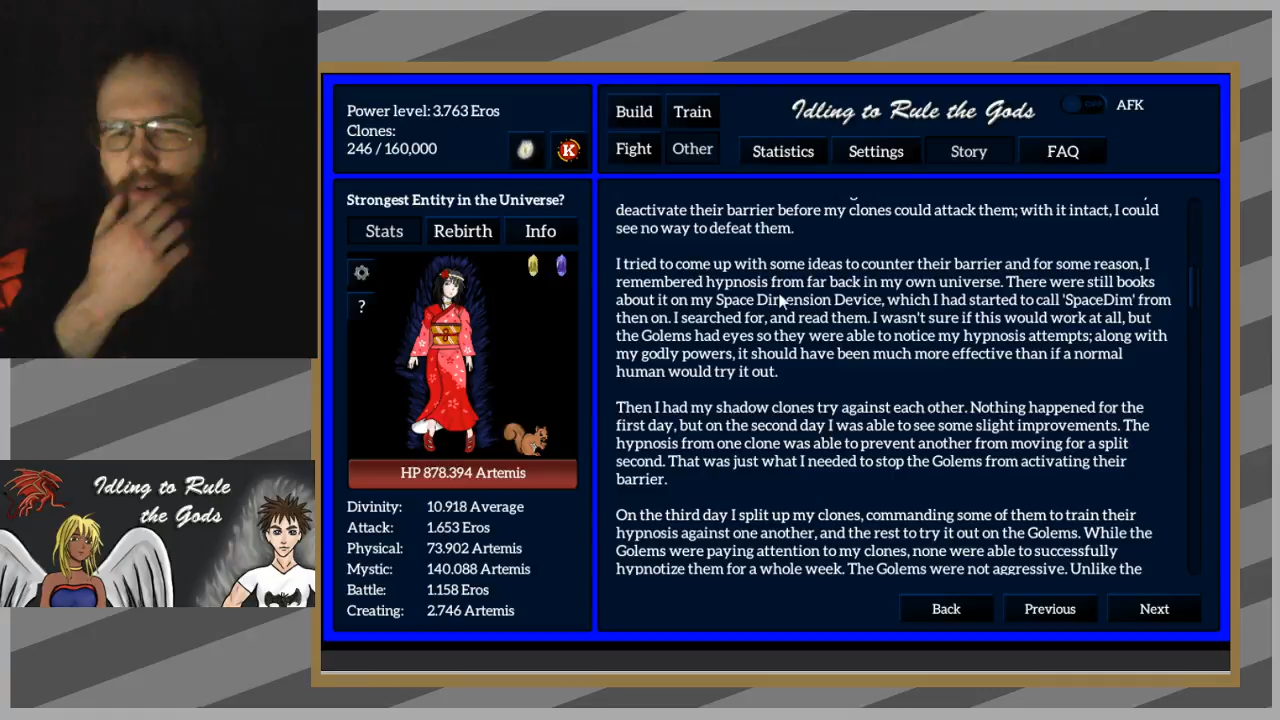 Power level: 3.763 Eros
Clones:
246 / 160,000
K
Build
Train
Fight
Other
Idling to Rule the Gods
OFF
AFK
Statistics
Settings
Story
FAQ
Strongest Entity in the Universe?
Stats
Rebirth
Info
?
HP 878.394 Artemis
Divinity: 10.918 Average
Attack: 1.653 Eros
Physical: 73.902 Artemis
Mystic: 140.088 Artemis
Battle: 1.158 Eros
Creating: 2.746 Artemis
deactivate their barrier before my clones could attack them; with it intact, I could
see no way to defeat them.
I tried to come up with some ideas to counter their barrier and for some reason, I
remembered hypnosis from far back in my own universe. There were still books
about it on my Space Dimension Device, which I had started to call 'SpaceDim' from
then on. I searched for, and read them. I wasn't sure if this would work at all, but
the Golems had eyes so they were able to notice my hypnosis attempts; along with
my godly powers, it should have been much more effective than if a normal
human would try it out.
Then I had my shadow clones try against each other. Nothing happened for the
first day, but on the second day I was able to see some slight improvements. The
hypnosis from one clone was able to prevent another from moving for a split
second. That was just what I needed to stop the Golems from activating their
barrier.
On the third day I split up my clones, commanding some of them to train their
hypnosis against one another, and the rest to try it out on the Golems. While the
Golems were paying attention to my clones, none were able to successfully
hypnotize them for a whole week. The Golems were not aggressive. Unlike the
Back
Previous
Next
Idling to Rule
the Gods